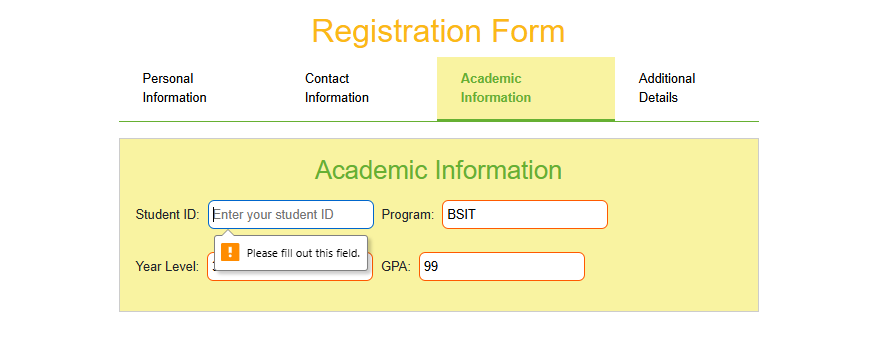 Registration Form
Personal Information
Contact Information
Academic Information
Additional Details
Academic Information
Student ID: Enter your student ID Program: BSIT
! Please fill out this field.
Year Level: GPA: 99